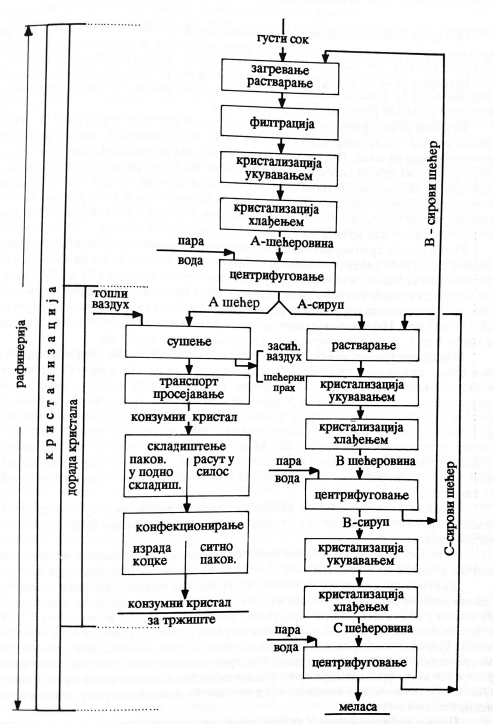 густи сок
загревање
растварање
филтрација
кристализација
укувавањем
кристализација
хлађењем
А-шећеровина
пара
вода
центрифуговање
А шећер
А-сируп
топли
ваздух
сушење
засић.
ваздух
шећерни
прах
растварање
транспорт
просејавање
кристализација
укувавањем
конзумни кристал
кристализација
хлађењем
складиштење
паков.
у подно
складиш.
расут у
силос
В шећеровина
пара
вода
центрифуговање
В-сируп
конфекционирање
израда
коцке
ситно
паков.
кристализација
укувавањем
конзумни кристал
за тржиште
кристализација
хлађењем
С шећеровина
пара
вода
центрифуговање
меласа
рафинерија
кристализација
дорада кристала
В - сирови шећер
С-сирови шећер